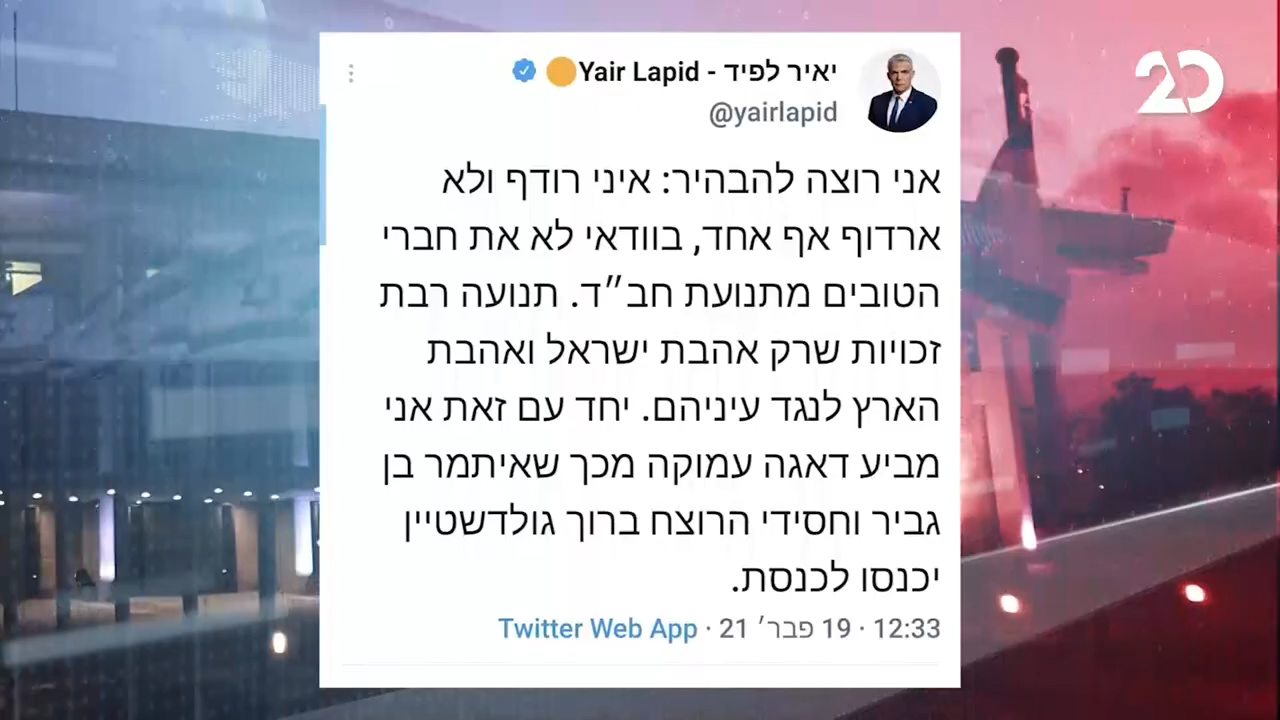 יאיר לפיד - Yair Lapid
@yairlapid
20
אני רוצה להבהיר: איני רודף ולא
ארדוף אף אחד, בוודאי לא את חברי
הטובים מתנועת חב״ד. תנועה רבת
זכויות שרק אהבת ישראל ואהבת
הארץ לנגד עיניהם. יחד עם זאת אני
מביע דאגה עמוקה מכך שאיתמר בן
גביר וחסידי הרוצח ברוך גולדשטיין
יכנסו לכנסת.
12:33 · 19 פבר׳ 21 · Twitter Web App